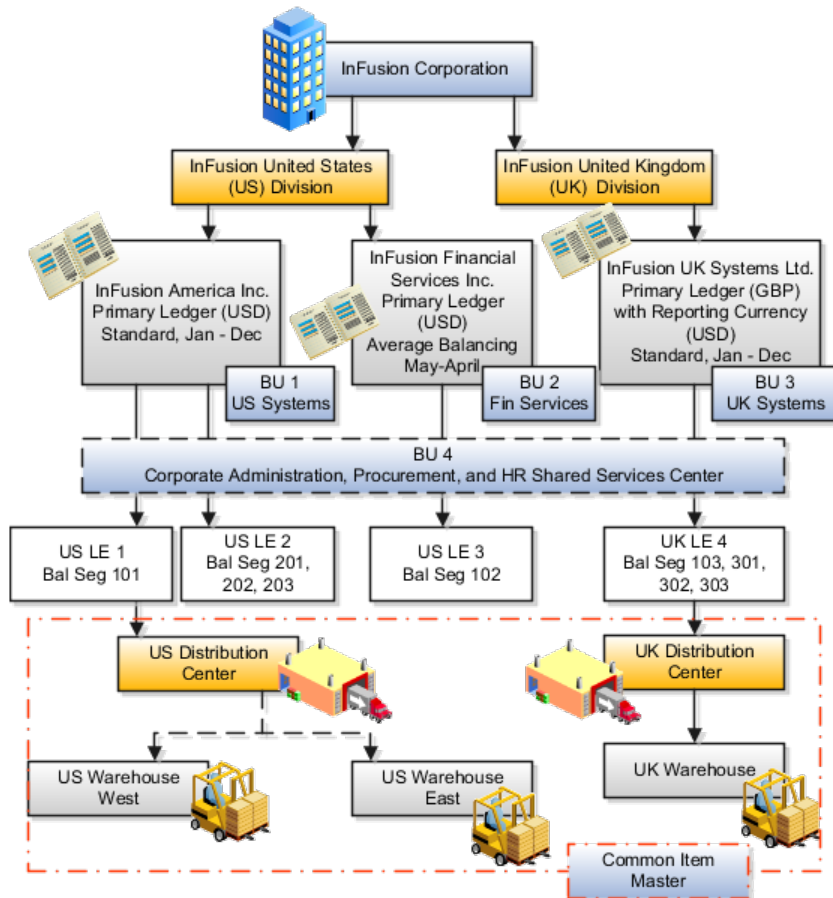 InFusion Corporation
InFusion United States
(US) Division
InFusion United Kingdom
(UK) Division
InFusion America Inc.
Primary Ledger (USD)
Standard, Jan - Dec
InFusion Financial
Services Inc.
Primary Ledger
(USD)
Average Balancing
May-April
InFusion UK Systems Ltd.
Primary Ledger (GBP)
with Reporting Currency
(USD)
Standard, Jan - Dec
BU 1
US Systems
BU 2
Fin Services
BU 3
UK Systems
BU 4
Corporate Administration, Procurement, and HR Shared Services Center
US LE 1
Bal Seg 101
US LE 2
Bal Seg 201,
202, 203
US LE 3
Bal Seg 102
UK LE 4
Bal Seg 103, 301,
302, 303
US Distribution
Center
UK Distribution
Center
US Warehouse
West
US Warehouse
East
UK Warehouse
Common Item
Master